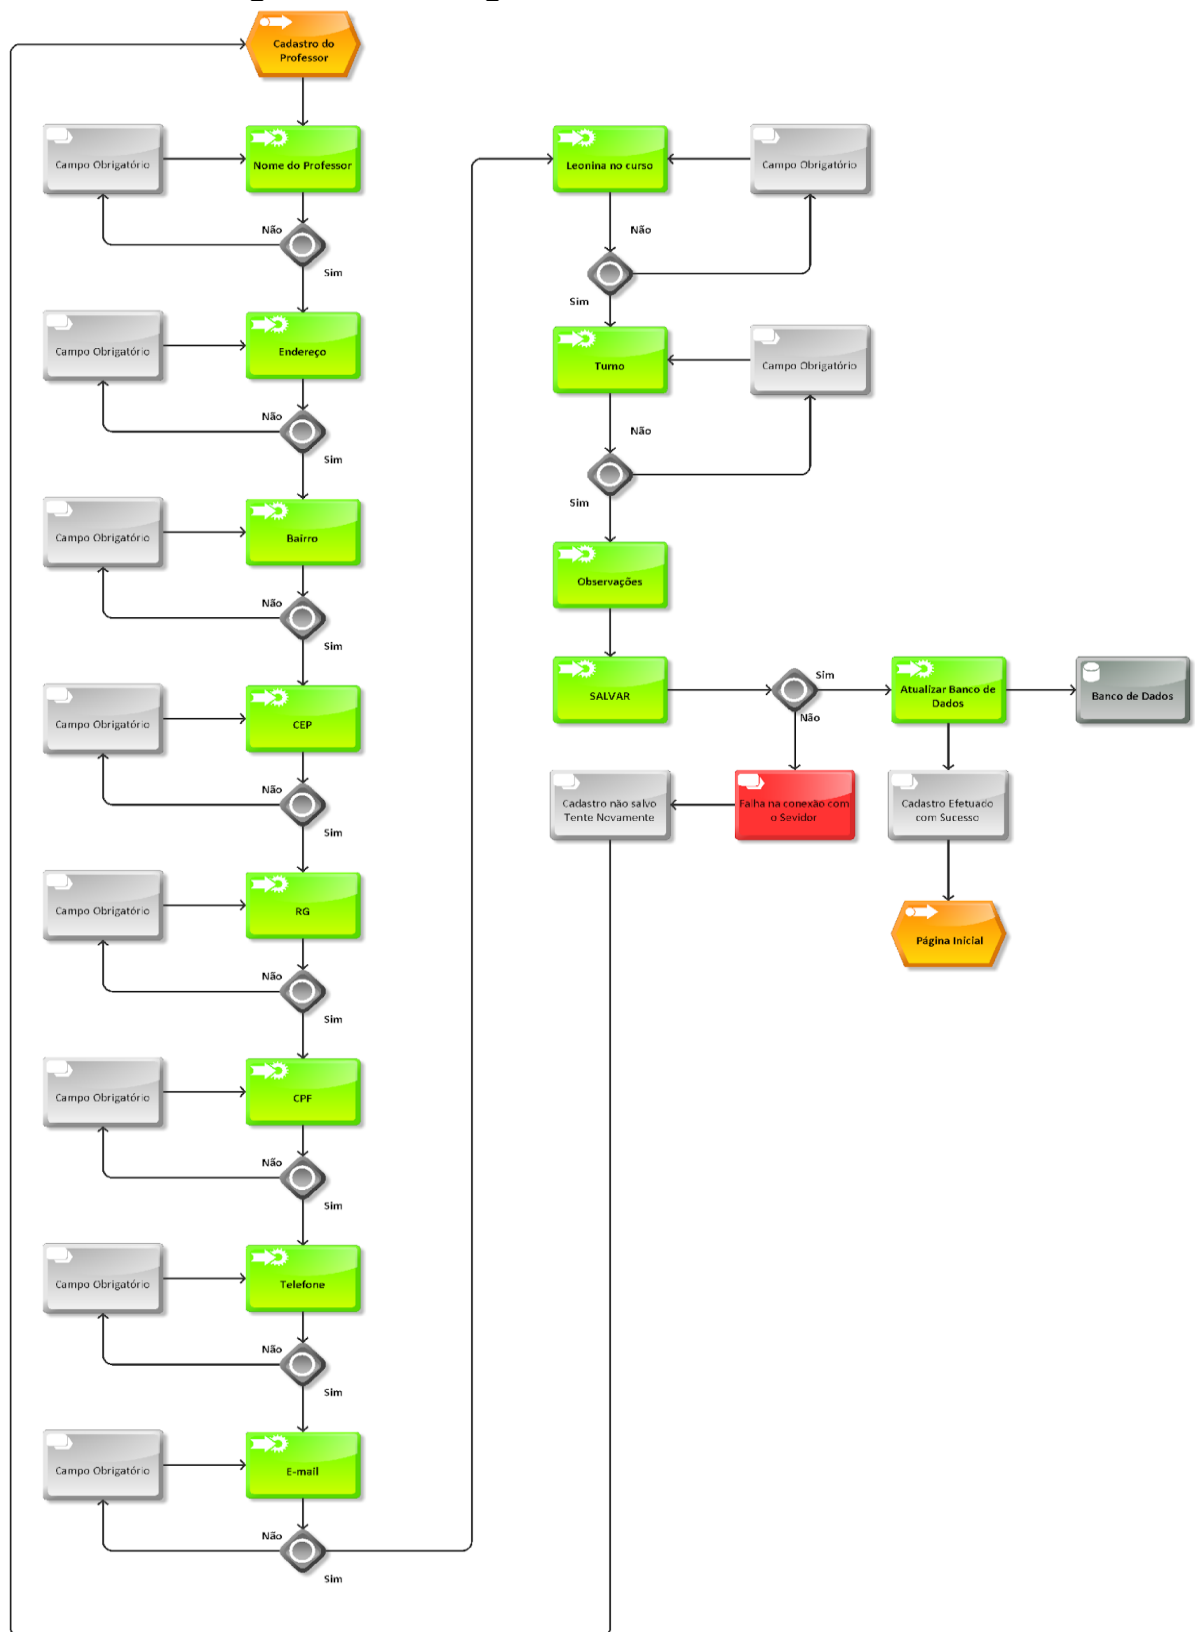 Cadastro do
Professor
Campo Obrigatório
Nome do Professor
Não
Sim
Campo Obrigatório
Endereço
Não
Sim
Campo Obrigatório
Bairro
Não
Sim
Campo Obrigatório
CEP
Não
Sim
Campo Obrigatório
RG
Não
Sim
Campo Obrigatório
CPF
Não
Sim
Campo Obrigatório
Telefone
Não
Sim
Campo Obrigatório
E-mail
Não
Sim
Leonina no curso
Campo Obrigatório
Não
Sim
Turno
Campo Obrigatório
Não
Sim
Observações
SALVAR
Sim
Não
Atualizar Banco de
Dados
Banco de Dados
Cadastro não salvo
Tente Novamente
Falha na conexão com
o Sevidor
Cadastro Efetuado
com Sucesso
Página Inicial